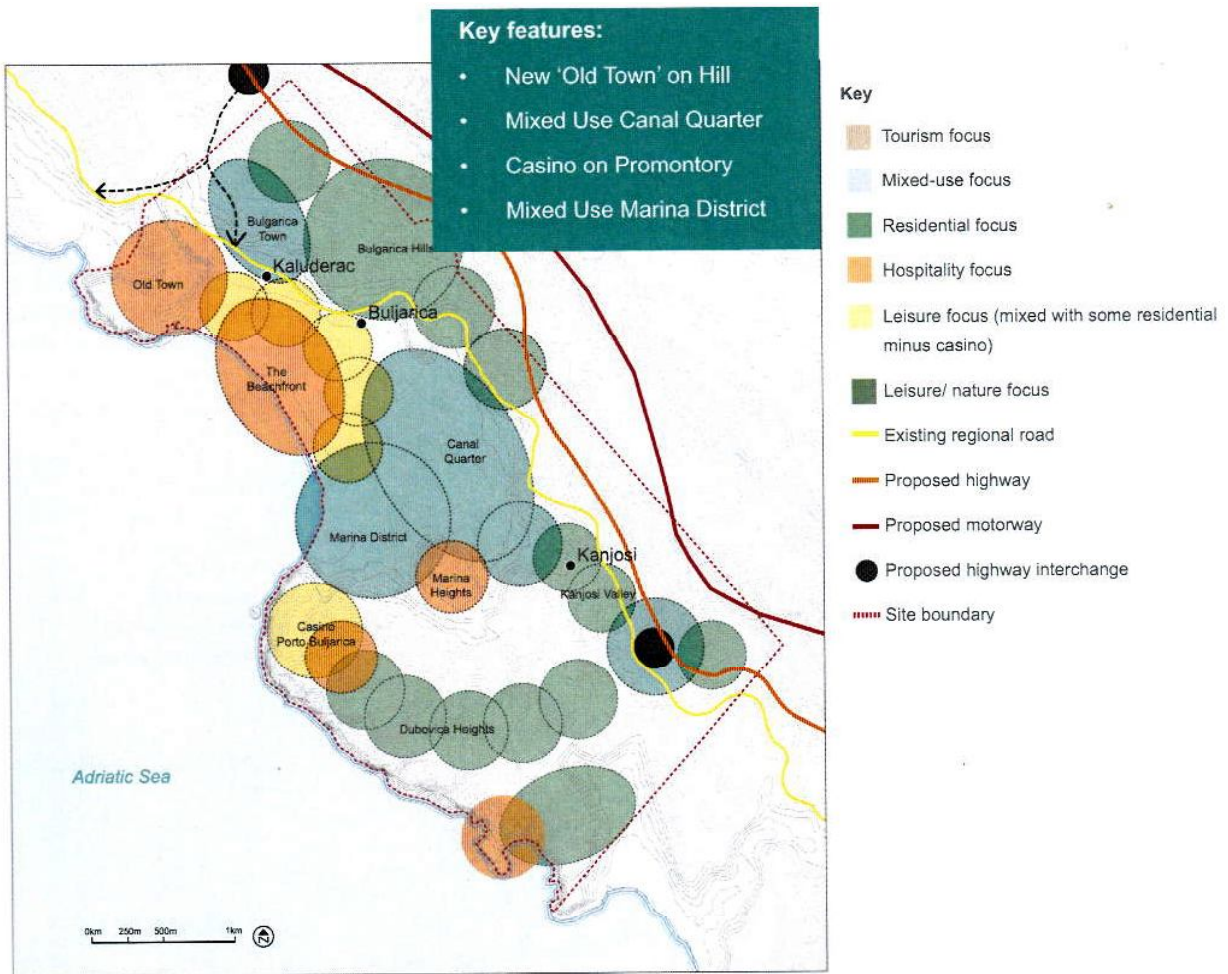 Key features:
• New 'Old Town' on Hill
• Mixed Use Canal Quarter
• Casino on Promontory
• Mixed Use Marina District
Key
Tourism focus
Mixed-use focus
Residential focus
Hospitality focus
Leisure focus (mixed with some residential
minus casino)
Leisure/ nature focus
Existing regional road
Proposed highway
Proposed motorway
Proposed highway interchange
Site boundary
Bulgarica
Town
Bulgarica Hills
Kaluderac
Old Town
Buljarica
The
Beachfront
Canal
Quarter
Marina District
Kanjosi
Marina
Heights
Kanjosi Valley
Casino
Porto Buljarica
Dubovica Heights
Adriatic Sea
0km 250m 500m 1km
N